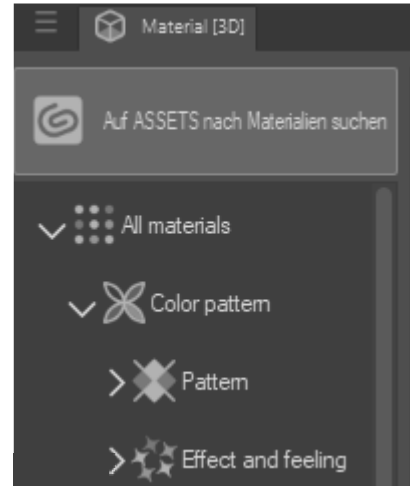 Material [3D]
Auf ASSETS nach Materialien suchen
All materials
Color pattern
Pattern
Effect and feeling